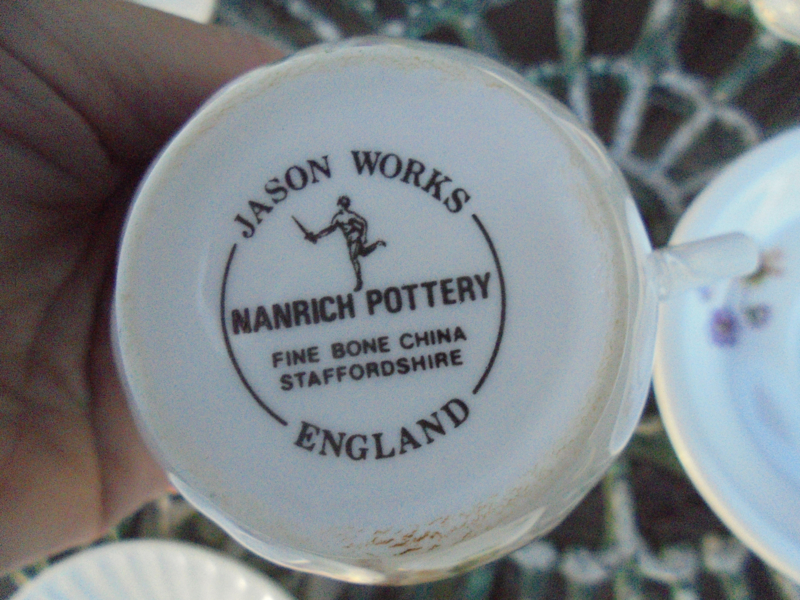 JASON WORKS
NANRICH POTTERY
FINE BONE CHINA
STAFFORDSHIRE
ENGLAND